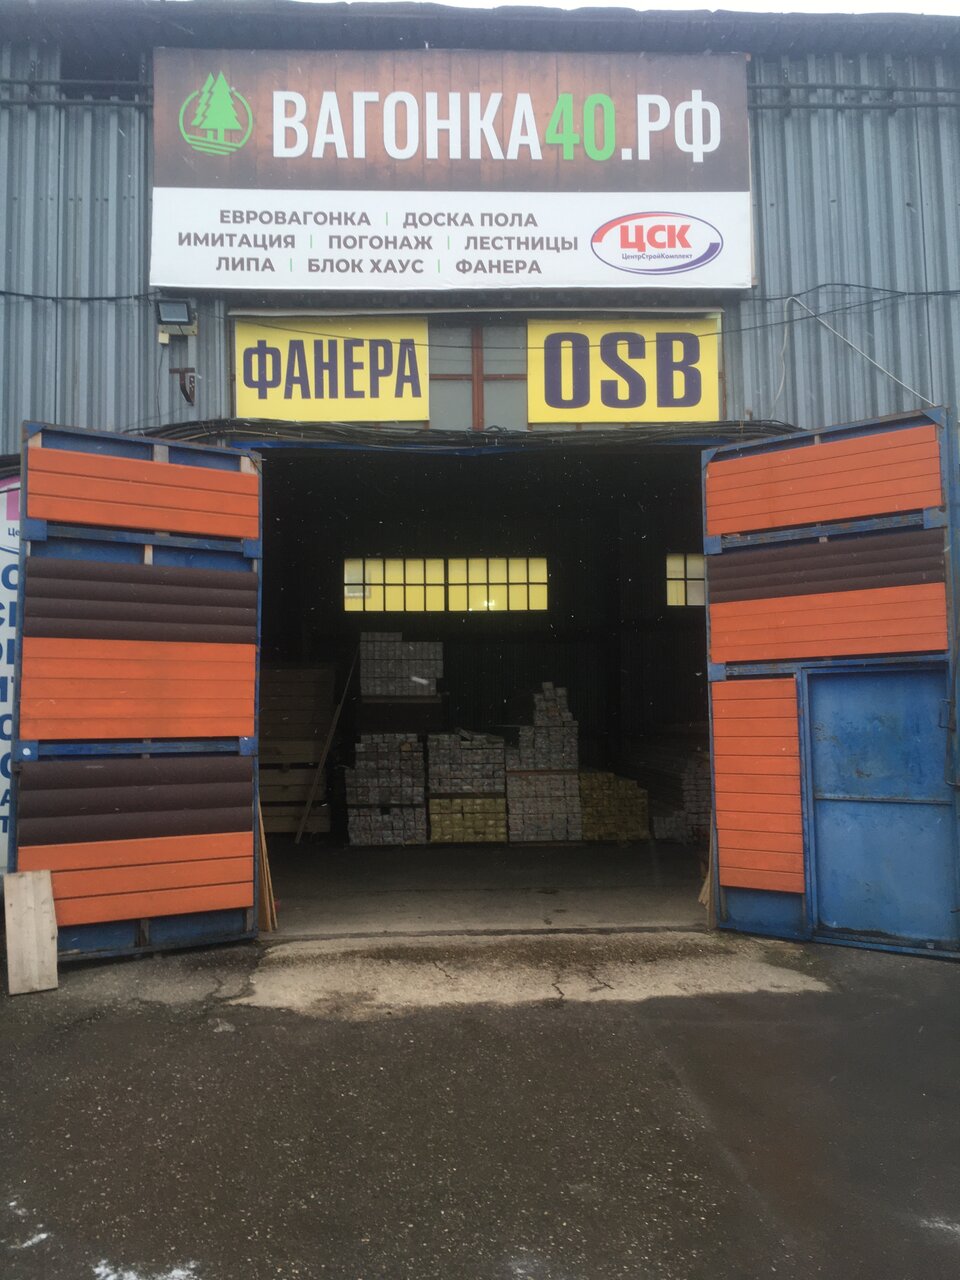 ВАГОНКА40.РФ
ЕВРОВАГОНКА | ДОСКА ПОЛА
ИМИТАЦИЯ | ПОГОНАЖ | ЛЕСТНИЦЫ
ЛИПА | БЛОК ХАУС | ФАНЕРА
ЦСК
ЦентрСтройКомплект
ФАНЕРА
OSB